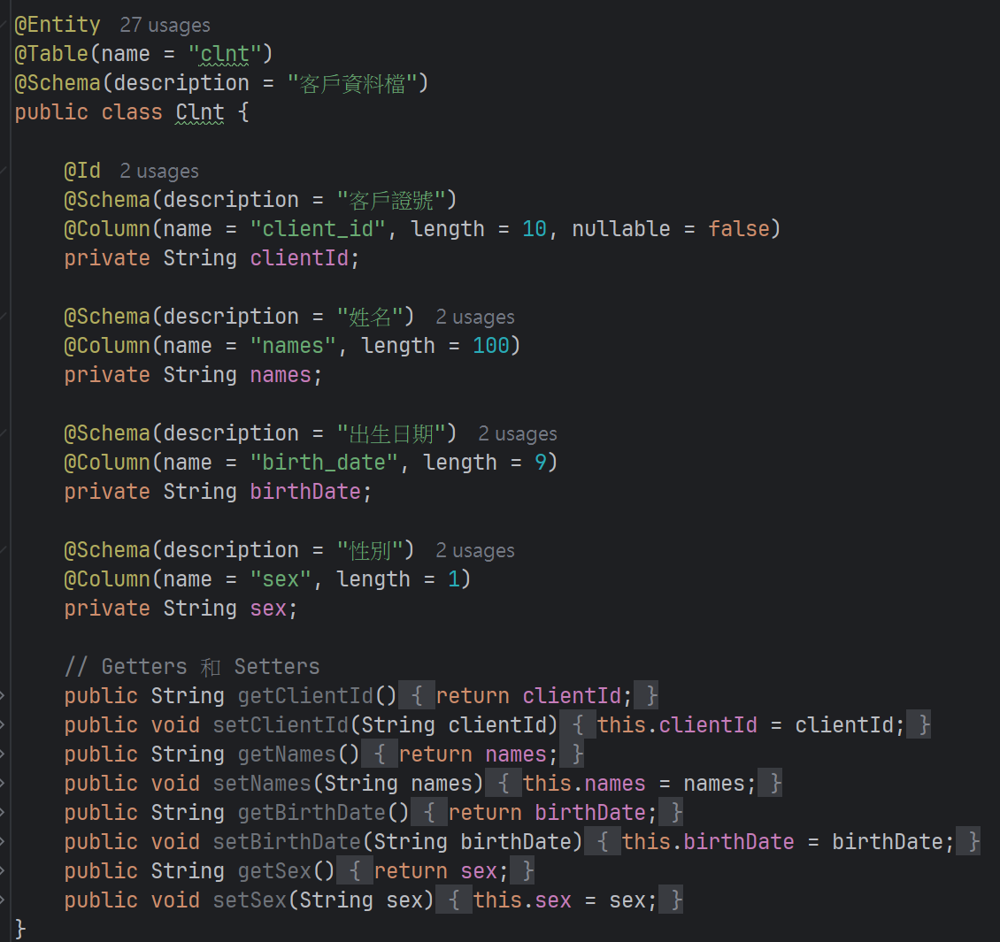 @Entity 27 usages
@Table(name = "clnt")
@Schema(description = "客戶資料檔")
public class Clnt {
@Id 2 usages
@Schema(description = "客戶證號")
@Column(name = "client_id", length = 10, nullable = false)
private String clientId;
@Schema(description = "姓名") 2 usages
@Column(name = "names", length = 100)
private String names;
@Schema(description = "出生日期") 2 usages
@Column(name = "birth_date", length = 9)
private String birthDate;
@Schema(description = "性別") 2 usages
@Column(name = "sex", length = 1)
private String sex;
// Getters 和 Setters
public String getClientId() { return clientId; }
public void setClientId(String clientId) { this.clientId = clientId; }
public String getNames() { return names; }
public void setNames(String names) { this.names = names; }
public String getBirthDate() { return birthDate; }
public void setBirthDate(String birthDate) { this.birthDate = birthDate; }
public String getSex() { return sex; }
public void setSex(String sex) { this.sex = sex; }
}